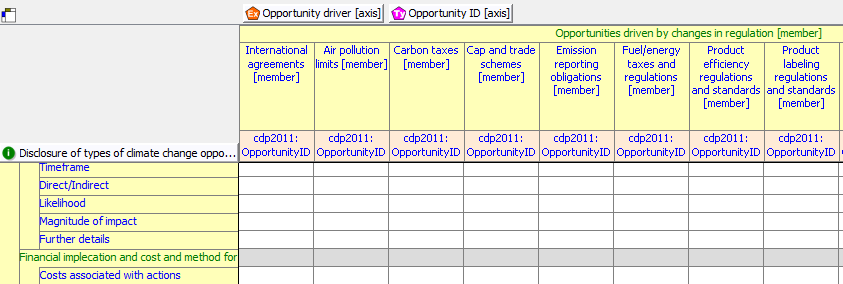 Ex Opportunity driver [axis] Ty Opportunity ID [axis]
Opportunities driven by changes in regulation [member]
International agreements [member]
Air pollution limits [member]
Carbon taxes [member]
Cap and trade schemes [member]
Emission reporting obligations [member]
Fuel/energy taxes and regulations [member]
Product efficiency regulations and standards [member]
Product labeling regulations and standards [member]
cdp2011: OpportunityID cdp2011: OpportunityID cdp2011: OpportunityID cdp2011: OpportunityID cdp2011: OpportunityID cdp2011: OpportunityID cdp2011: OpportunityID cdp2011: OpportunityID
Disclosure of types of climate change oppo...
Timeframe
Direct/Indirect
Likelihood
Magnitude of impact
Further details
Financial implecation and cost and method for
Costs associated with actions